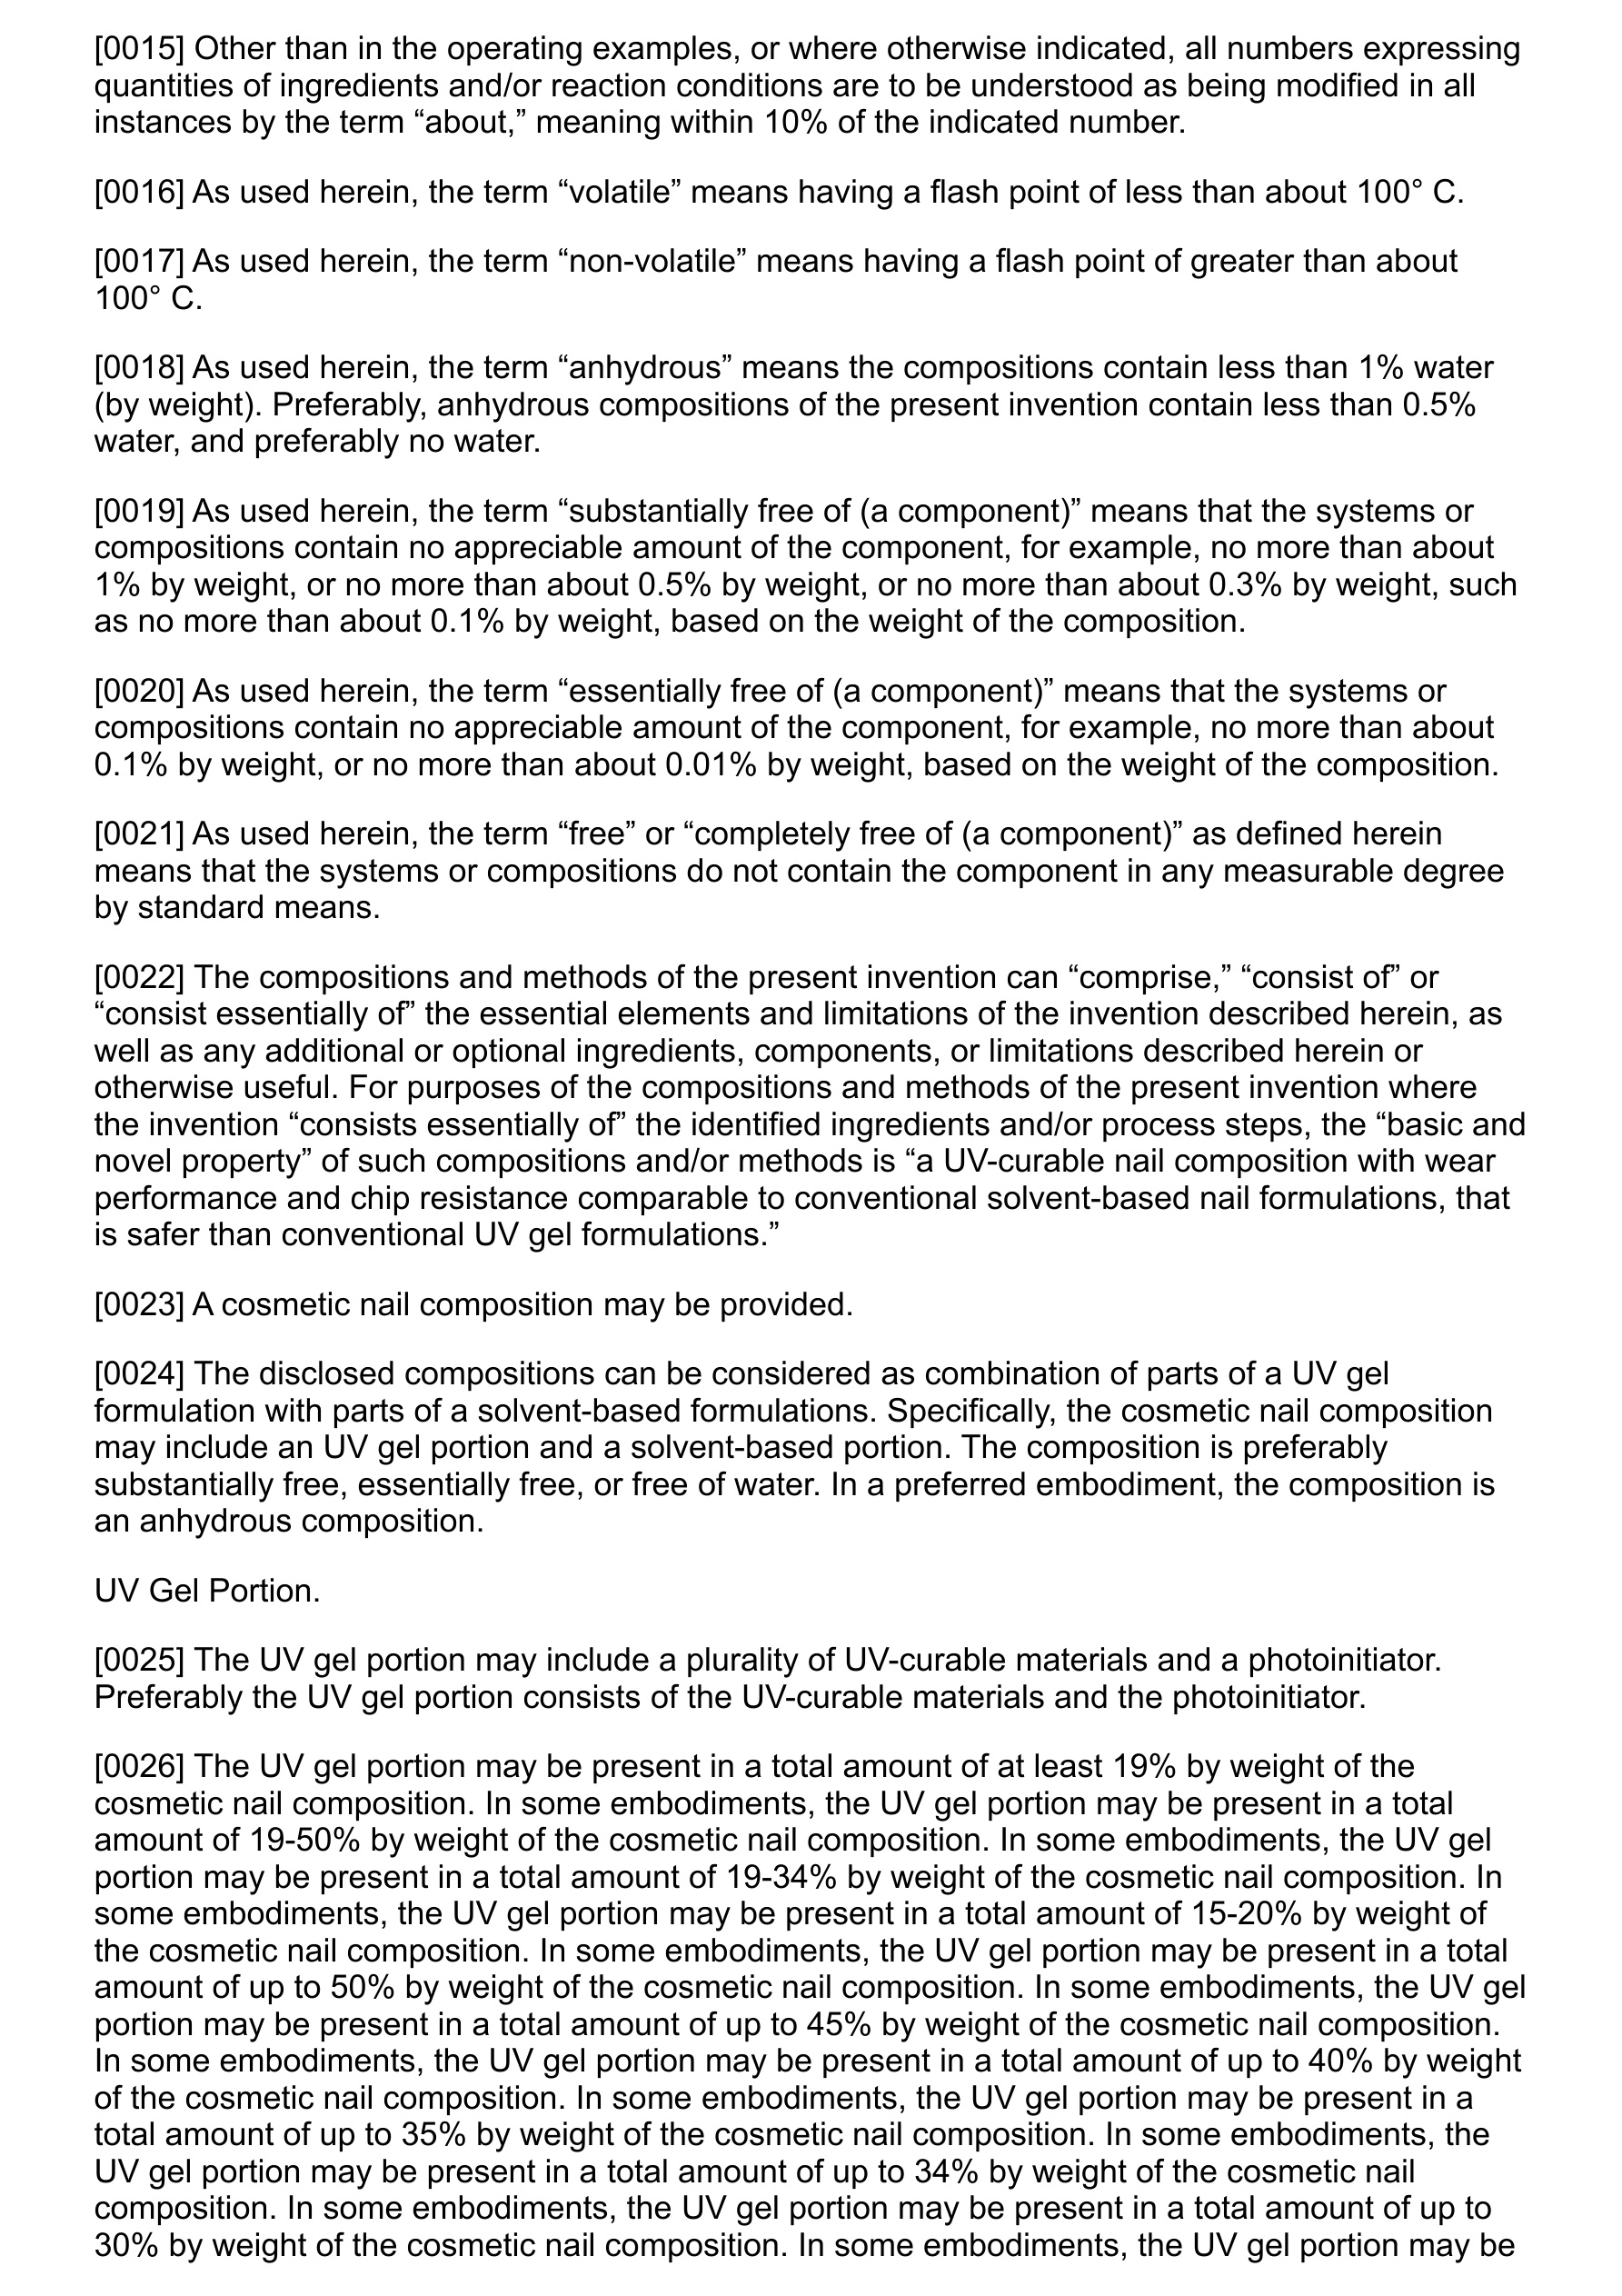 [0015] Other than in the operating examples, or where otherwise indicated, all numbers expressing
quantities of ingredients and/or reaction conditions are to be understood as being modified in all
instances by the term “about,” meaning within 10% of the indicated number.
[0016] As used herein, the term “volatile” means having a flash point of less than about 100° C.
[0017] As used herein, the term “non-volatile” means having a flash point of greater than about
100° C.
[0018] As used herein, the term “anhydrous” means the compositions contain less than 1% water
(by weight). Preferably, anhydrous compositions of the present invention contain less than 0.5%
water, and preferably no water.
[0019] As used herein, the term “substantially free of (a component)” means that the systems or
compositions contain no appreciable amount of the component, for example, no more than about
1% by weight, or no more than about 0.5% by weight, or no more than about 0.3% by weight, such
as no more than about 0.1% by weight, based on the weight of the composition.
[0020] As used herein, the term “essentially free of (a component)” means that the systems or
compositions contain no appreciable amount of the component, for example, no more than about
0.1% by weight, or no more than about 0.01% by weight, based on the weight of the composition.
[0021] As used herein, the term “free” or “completely free of (a component)” as defined herein
means that the systems or compositions do not contain the component in any measurable degree
by standard means.
[0022] The compositions and methods of the present invention can “comprise,” “consist of” or
“consist essentially of” the essential elements and limitations of the invention described herein, as
well as any additional or optional ingredients, components, or limitations described herein or
otherwise useful. For purposes of the compositions and methods of the present invention where
the invention “consists essentially of” the identified ingredients and/or process steps, the “basic and
novel property” of such compositions and/or methods is “a UV-curable nail composition with wear
performance and chip resistance comparable to conventional solvent-based nail formulations, that
is safer than conventional UV gel formulations.”
[0023] A cosmetic nail composition may be provided.
[0024] The disclosed compositions can be considered as combination of parts of a UV gel
formulation with parts of a solvent-based formulations. Specifically, the cosmetic nail composition
may include an UV gel portion and a solvent-based portion. The composition is preferably
substantially free, essentially free, or free of water. In a preferred embodiment, the composition is
an anhydrous composition.
UV Gel Portion.
[0025] The UV gel portion may include a plurality of UV-curable materials and a photoinitiator.
Preferably the UV gel portion consists of the UV-curable materials and the photoinitiator.
[0026] The UV gel portion may be present in a total amount of at least 19% by weight of the
cosmetic nail composition. In some embodiments, the UV gel portion may be present in a total
amount of 19-50% by weight of the cosmetic nail composition. In some embodiments, the UV gel
portion may be present in a total amount of 19-34% by weight of the cosmetic nail composition. In
some embodiments, the UV gel portion may be present in a total amount of 15-20% by weight of
the cosmetic nail composition. In some embodiments, the UV gel portion may be present in a total
amount of up to 50% by weight of the cosmetic nail composition. In some embodiments, the UV gel
portion may be present in a total amount of up to 45% by weight of the cosmetic nail composition.
In some embodiments, the UV gel portion may be present in a total amount of up to 40% by weight
of the cosmetic nail composition. In some embodiments, the UV gel portion may be present in a
total amount of up to 35% by weight of the cosmetic nail composition. In some embodiments, the
UV gel portion may be present in a total amount of up to 34% by weight of the cosmetic nail
composition. In some embodiments, the UV gel portion may be present in a total amount of up to
30% by weight of the cosmetic nail composition. In some embodiments, the UV gel portion may be